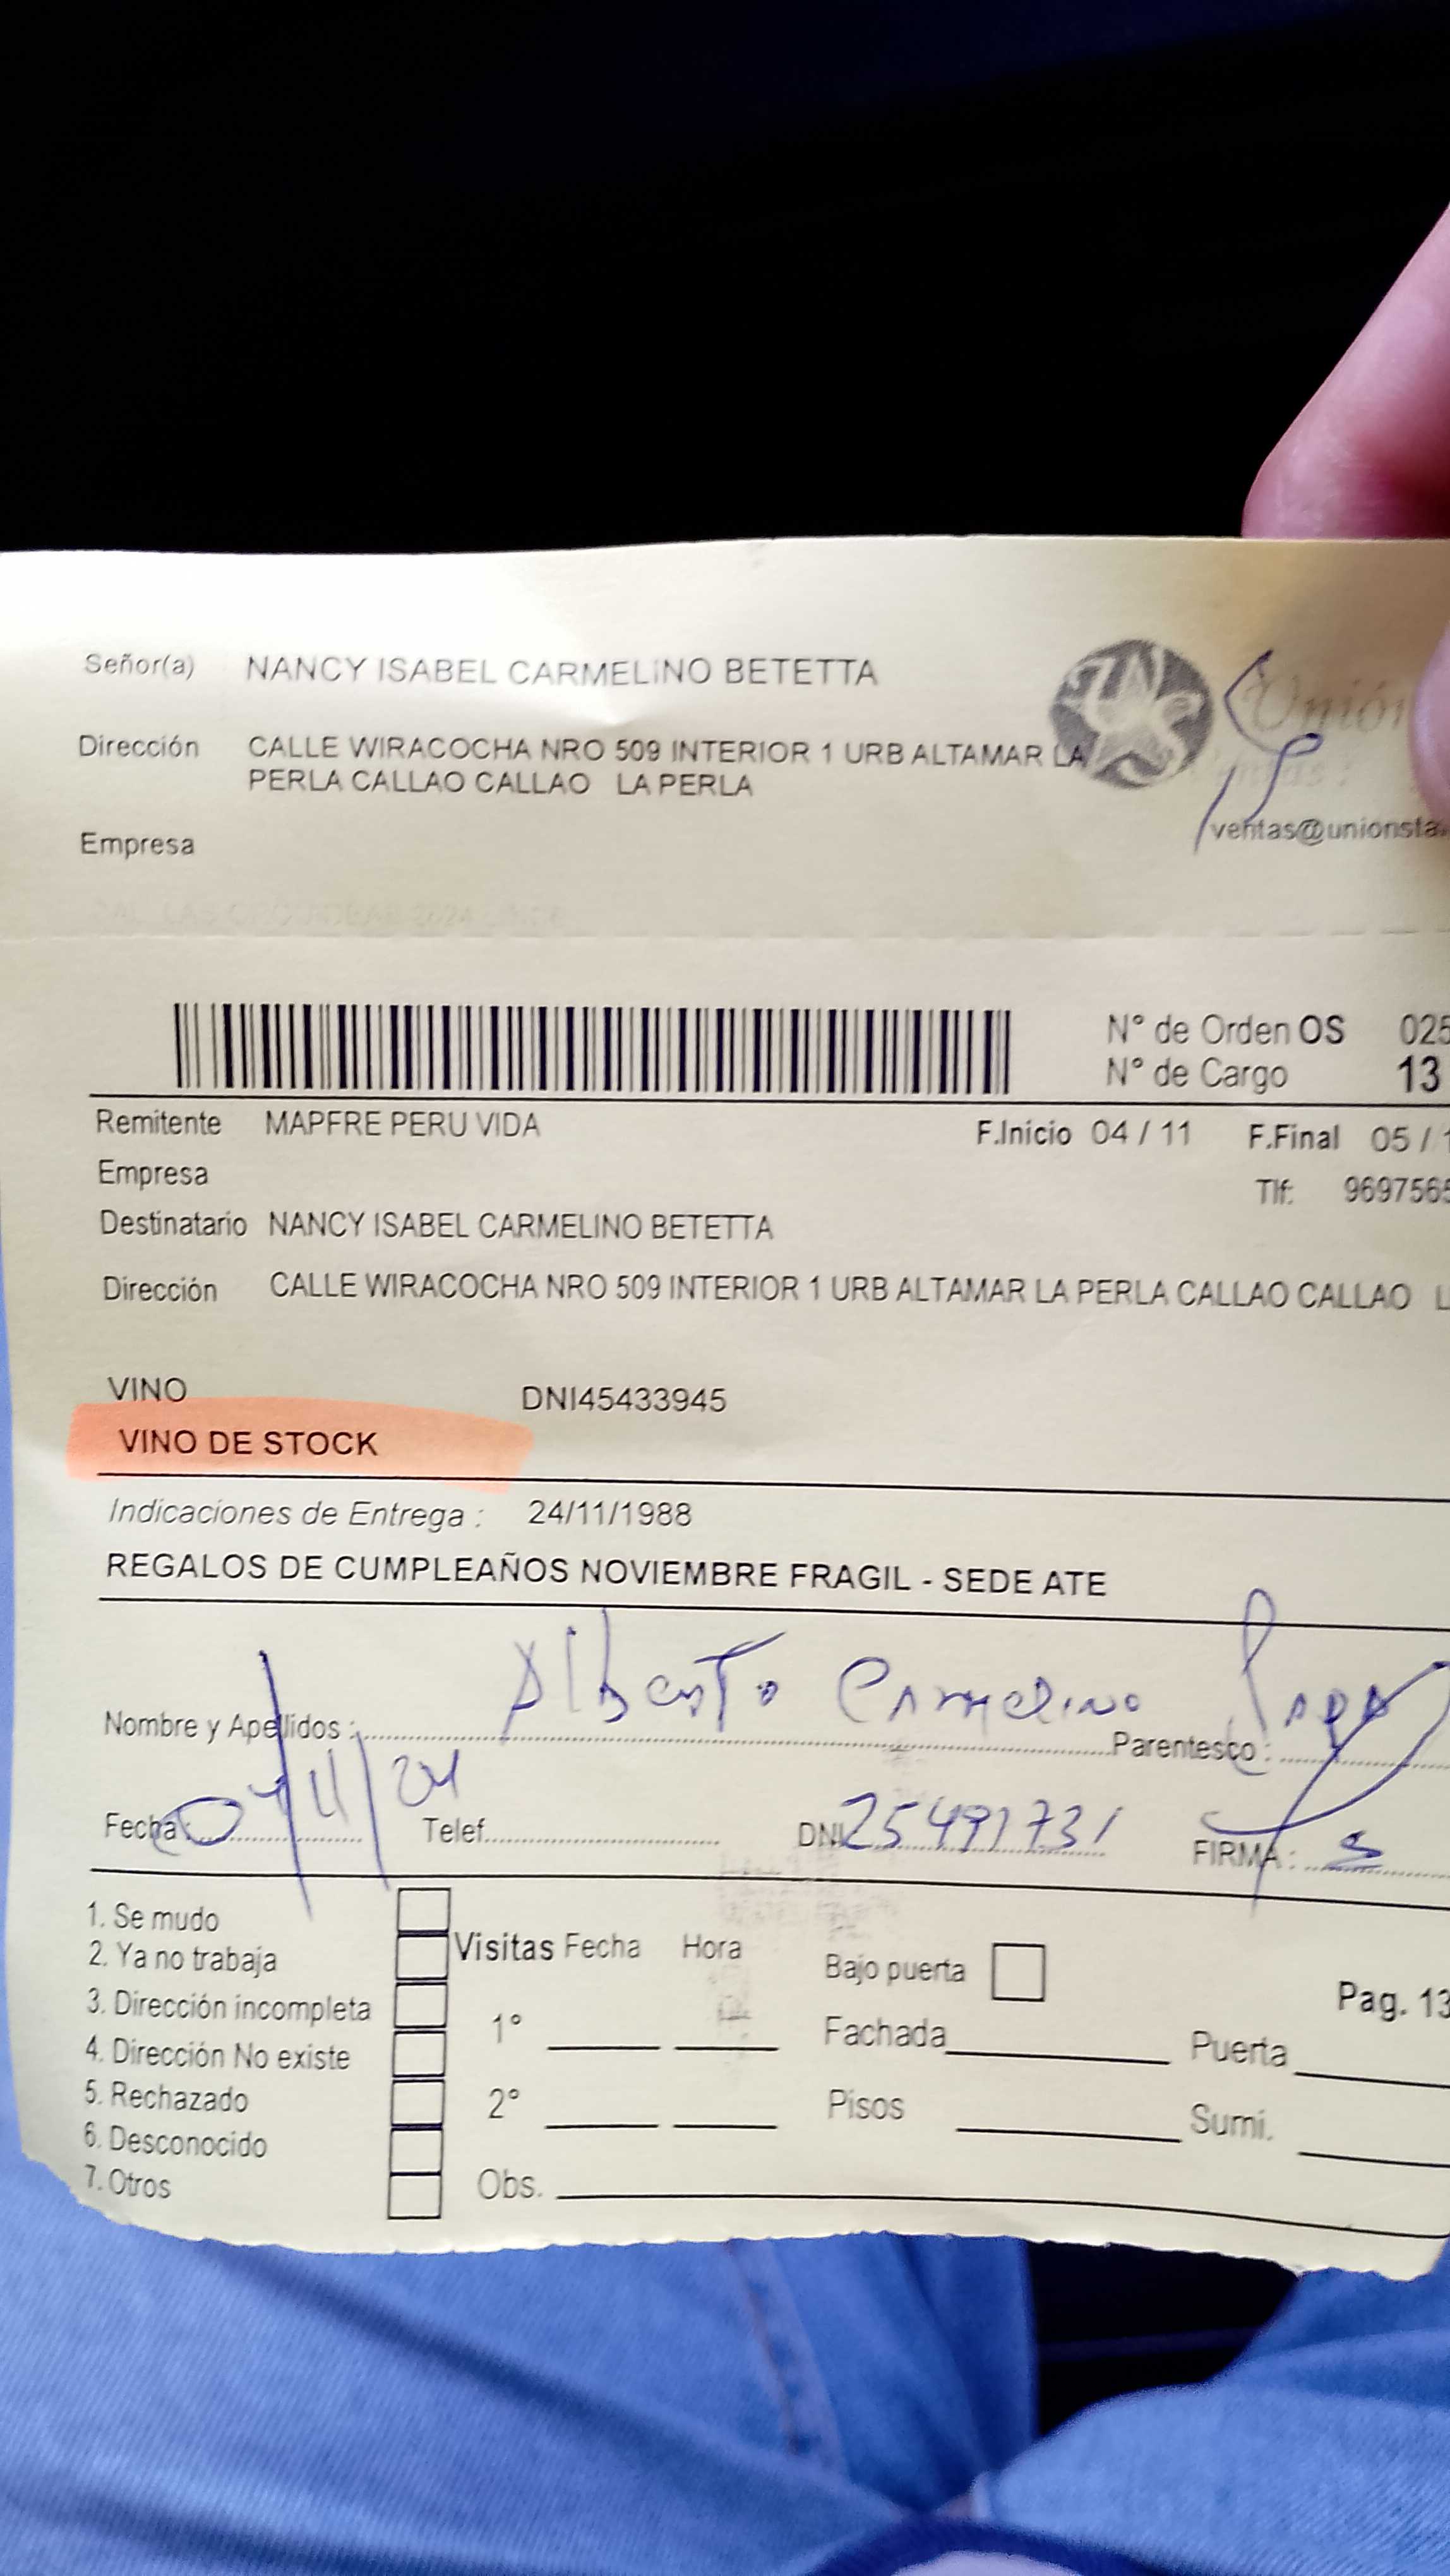 Señor(a) NANCY ISABEL CARMELINO BETETTA
Unión
Dirección CALLE WIRACOCHA NRO 509 INTERIOR 1 URB ALTAMAR LA
PERLA CALLAO CALLAO LA PERLA
ventas@unionsta
Empresa
N° de Orden OS 025
N° de Cargo 13
Remitente MAPFRE PERU VIDA F.Inicio 04 / 11 F.Final 05 / 1
Empresa Tlf: 9697565
Destinatario NANCY ISABEL CARMELINO BETETTA
Dirección CALLE WIRACOCHA NRO 509 INTERIOR 1 URB ALTAMAR LA PERLA CALLAO CALLAO L
VINO DNI45433945
VINO DE STOCK
Indicaciones de Entrega : 24/11/1988
REGALOS DE CUMPLEAÑOS NOVIEMBRE FRAGIL - SEDE ATE
Nombre y Apellidos : Alberto Carmelino Parentesco :
Fecha /11/24 Telef. DNI 25491731 FIRMA :
1. Se mudo
2. Ya no trabaja
3. Dirección incompleta
4. Dirección No existe
5. Rechazado
6. Desconocido
7. Otros
Visitas Fecha Hora
1°
2°
Obs.
Bajo puerta
Fachada Puerta
Pisos Sumi.
Pag. 13